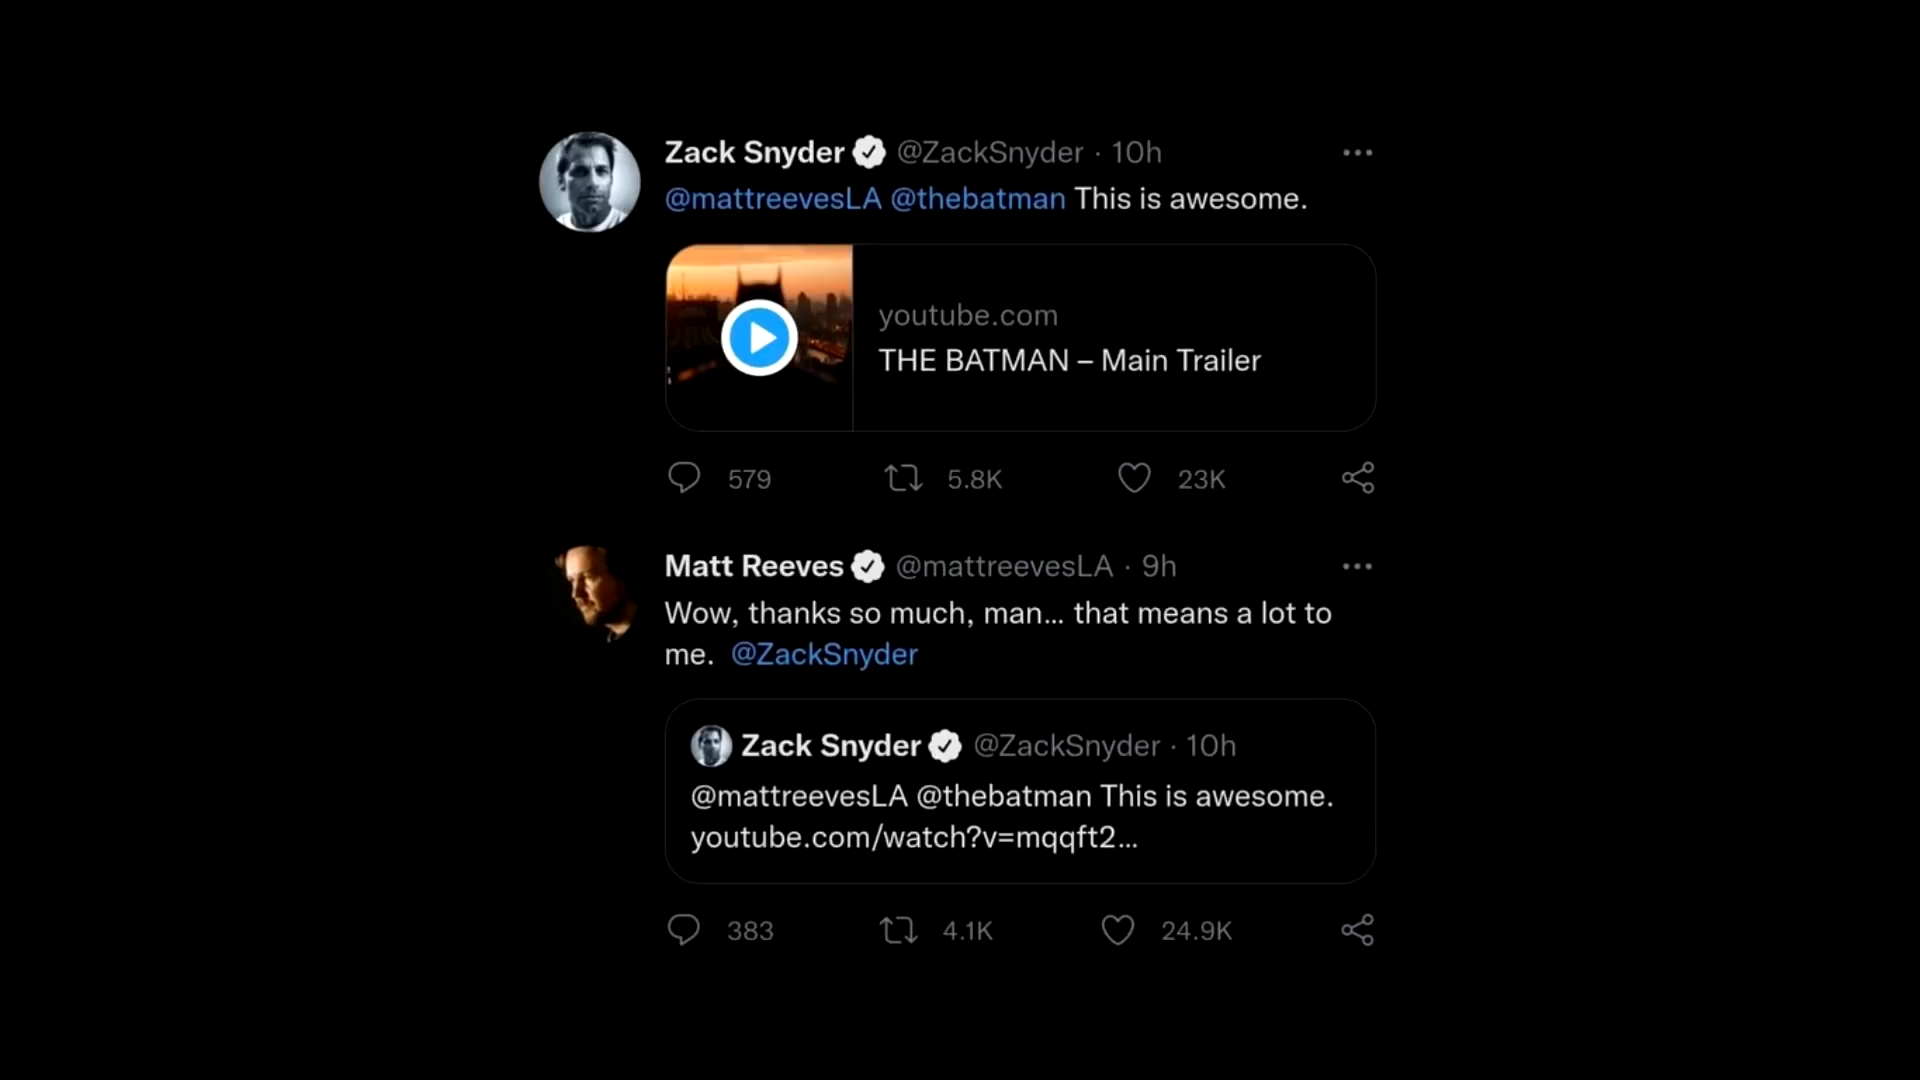 Zack Snyder @ZackSnyder · 10h
@mattreevesLA @thebatman This is awesome.
youtube.com
THE BATMAN – Main Trailer
579 5.8K 23K
Matt Reeves @mattreevesLA · 9h
Wow, thanks so much, man... that means a lot to
me. @ZackSnyder
Zack Snyder @ZackSnyder · 10h
@mattreevesLA @thebatman This is awesome.
youtube.com/watch?v=mqqft2...
383 4.1K 24.9K